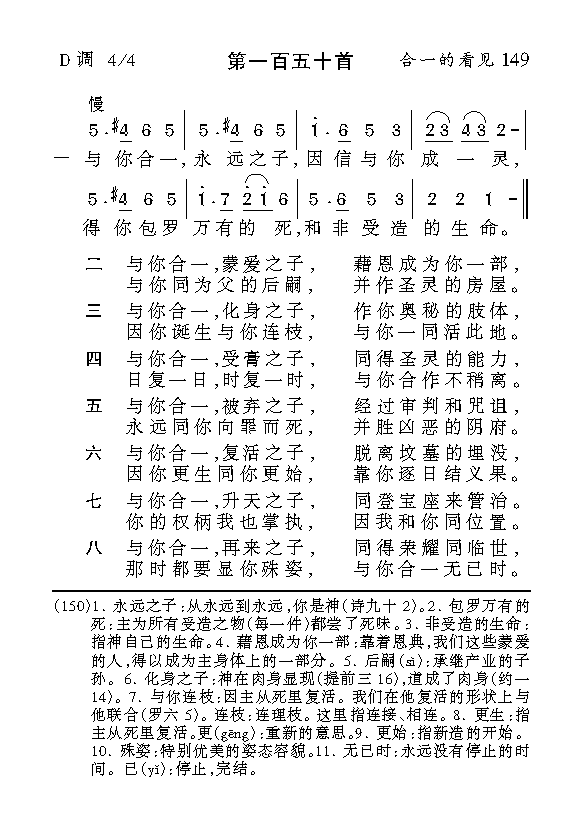 D调 4/4 第一百五十首 合一的看见 149
慢
5 . #4 6 5 | 5 . #4 6 5 | 1 . 6 5 3 | 2 3 4 3 2 - |
一 与 你合一, 永 远之子, 因信与你 成 一 灵,
5 . #4 6 5 | 1 . 7 2 1 6 | 5 . 6 5 3 | 2 2 1 - ‖
得 你包罗 万有的 死,和非受造 的生命。
二 与你合一,蒙爱之子, 藉恩成为你一部,
与你同为父的后嗣, 并作圣灵的房屋。
三 与你合一,化身之子, 作你奥秘的肢体,
因你诞生与你连枝, 与你一同活此地。
四 与你合一,受膏之子, 同得圣灵的能力,
日复一日,时复一时, 与你合作不稍离。
五 与你合一,被弃之子, 经过审判和咒诅,
永远同你向罪而死, 并胜凶恶的阴府。
六 与你合一,复活之子, 脱离坟墓的埋没,
因你更生同你更始, 靠你逐日结义果。
七 与你合一,升天之子, 同登宝座来管治。
你的权柄我也掌执, 因我和你同位置。
八 与你合一,再来之子, 同得荣耀同临世,
那时都要显你殊姿, 与你合一无已时。
(150)1. 永远之子:从永远到永远,你是神(诗九十 2)。2. 包罗万有的
死:主为所有受造之物(每一件)都尝了死味。3. 非受造的生命:
指神自己的生命。4. 藉恩成为你一部:靠着恩典,我们这些蒙爱
的人,得以成为主身体上的一部分。5. 后嗣(sì):承继产业的子
孙。6. 化身之子:神在肉身显现(提前三 16),道成了肉身(约一
14)。7. 与你连枝:因主从死里复活。我们在他复活的形状上与
他联合(罗六 5)。连枝:连理枝。这里指连接、相连。8. 更生:指
主从死里复活。更(gēng):重新的意思。9. 更始:指新造的开始。
10. 殊姿:特别优美的姿态容貌。11. 无已时:永远没有停止的时
间。已(yǐ):停止,完结。